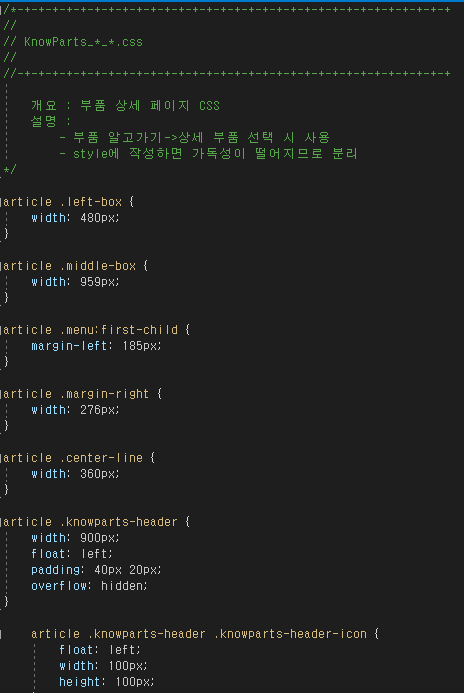 /*-+-+-+-+-+-+-+-+-+-+-+-+-+-+-+-+-+-+-+-+-+-+-+-+-+-+-+-+-+-+
//
// KnowParts_*_*.css
//
//-+-+-+-+-+-+-+-+-+-+-+-+-+-+-+-+-+-+-+-+-+-+-+-+-+-+-+-+-+-+
개요 : 부품 상세 페이지 CSS
설명 :
- 부품 알고가기->상세 부품 선택 시 사용
- style에 작성하면 가독성이 떨어지므로 분리
*/
article .left-box {
width: 480px;
}
article .middle-box {
width: 959px;
}
article .menu:first-child {
margin-left: 185px;
}
article .margin-right {
width: 276px;
}
article .center-line {
width: 360px;
}
article .knowparts-header {
width: 900px;
float: left;
padding: 40px 20px;
overflow: hidden;
}
article .knowparts-header .knowparts-header-icon {
float: left;
width: 100px;
height: 100px;